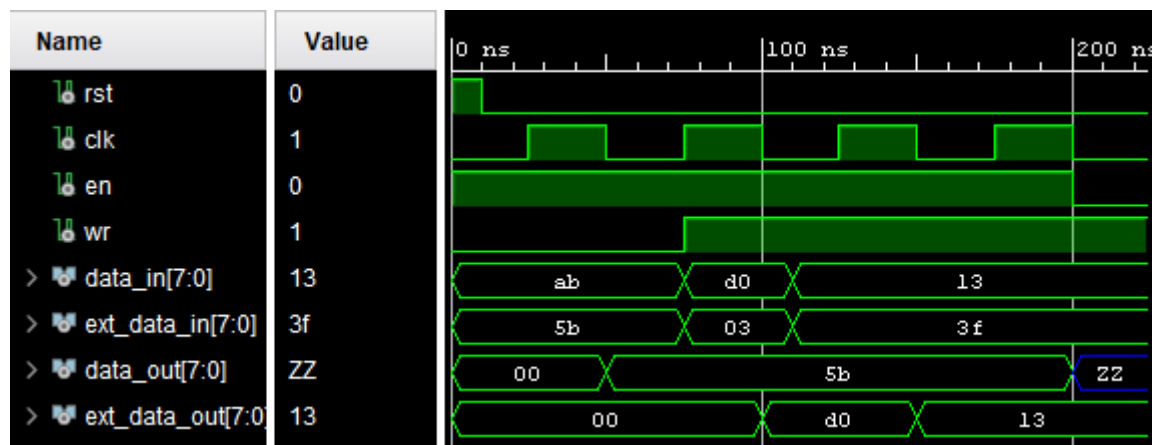 Name Value 0 ns 100 ns 200 ns
rst 0
clk 1
en 0
wr 1
data_in[7:0] 13 ab d0 13
ext_data_in[7:0] 3f 5b 03 3f
data_out[7:0] ZZ 00 5b ZZ
ext_data_out[7:0] 13 00 d0 13